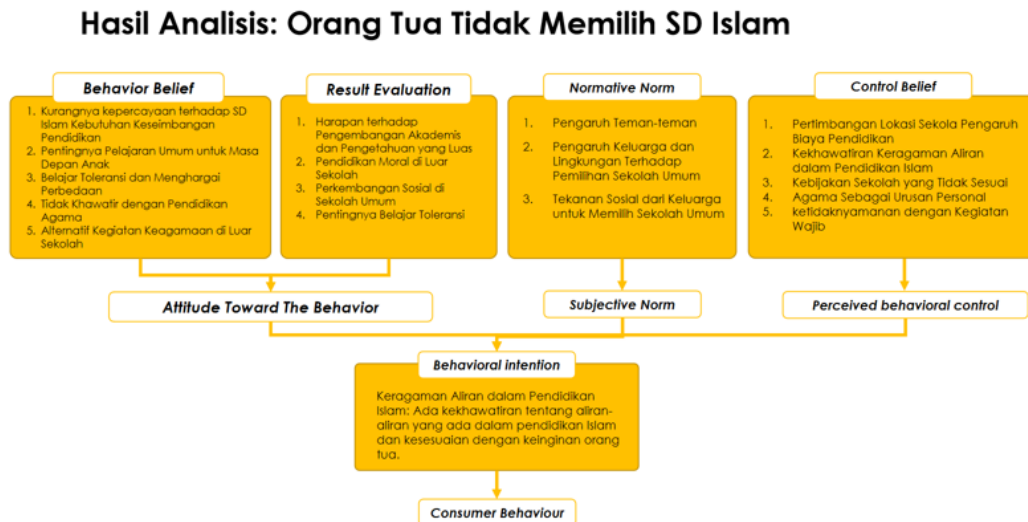 Hasil Analisis: Orang Tua Tidak Memilih SD Islam
Behavior Belief
1. Kurangnya kepercayaan terhadap SD
Islam Kebutuhan Keseimbangan
Pendidikan
2. Pentingnya Pelajaran Umum untuk Masa
Depan Anak
3. Belajar Toleransi dan Menghargai
Perbedaan
4. Tidak Khawatir dengan Pendidikan
Agama
5. Alternatif Kegiatan Keagamaan di Luar
Sekolah
Result Evaluation
1. Harapan terhadap
Pengembangan Akademis
dan Pengetahuan yang Luas
2. Pendidikan Moral di Luar
Sekolah
3. Perkembangan Sosial di
Sekolah Umum
4. Pentingnya Belajar Toleransi
Normative Norm
1. Pengaruh Teman-teman
2. Pengaruh Keluarga dan
Lingkungan Terhadap
Pemilihan Sekolah Umum
3. Tekanan Sosial dari Keluarga
untuk Memilih Sekolah Umum
Control Belief
1. Pertimbangan Lokasi Sekola Pengaruh
Biaya Pendidikan
2. Kekhawatiran Keragaman Aliran
dalam Pendidikan Islam
3. Kebijakan Sekolah yang Tidak Sesuai
4. Agama Sebagai Urusan Personal
5. ketidaknyamanan dengan Kegiatan
Wajib
Attitude Toward The Behavior
Subjective Norm
Perceived behavioral control
Behavioral intention
Keragaman Aliran dalam Pendidikan
Islam: Ada kekhawatiran tentang aliran-
aliran yang ada dalam pendidikan Islam
dan kesesuaian dengan keinginan orang
tua.
Consumer Behaviour